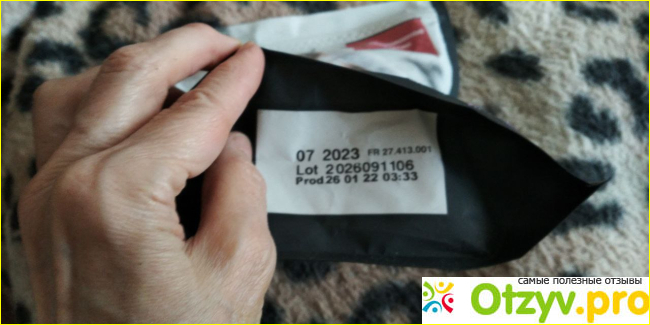 07 2023 FR 27.413.001
Lot 2026091106
Prod 26 01 22 03:33
самые полезные отзывы
Otzyv.pro